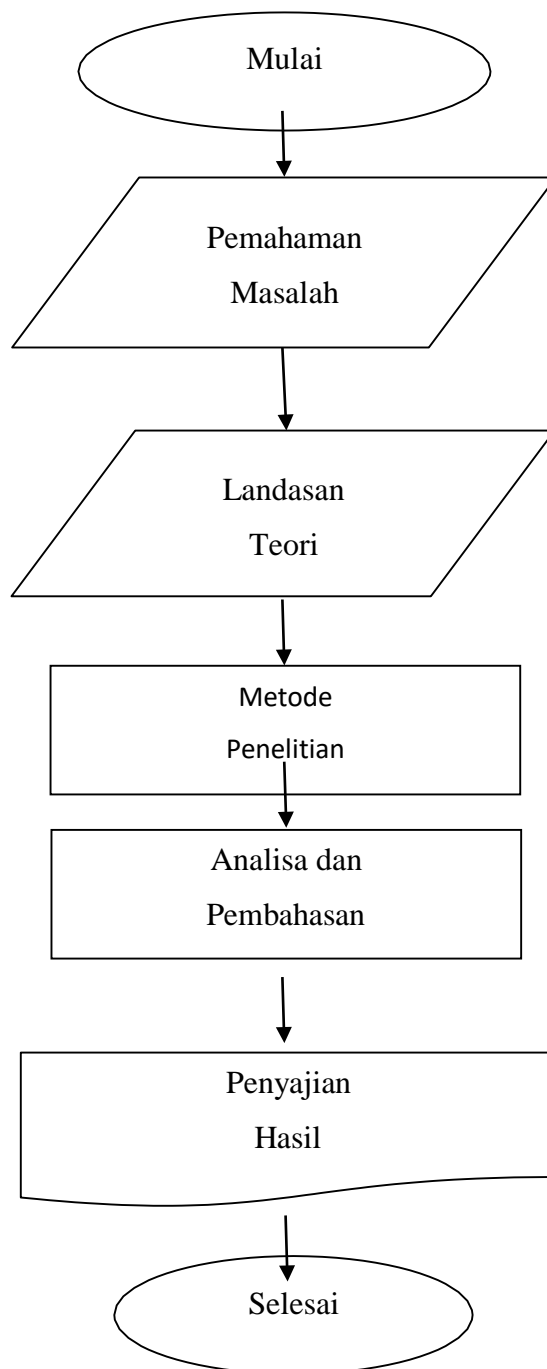 Mulai
Pemahaman
Masalah
Landasan
Teori
Metode
Penelitian
Analisa dan
Pembahasan
Penyajian
Hasil
Selesai